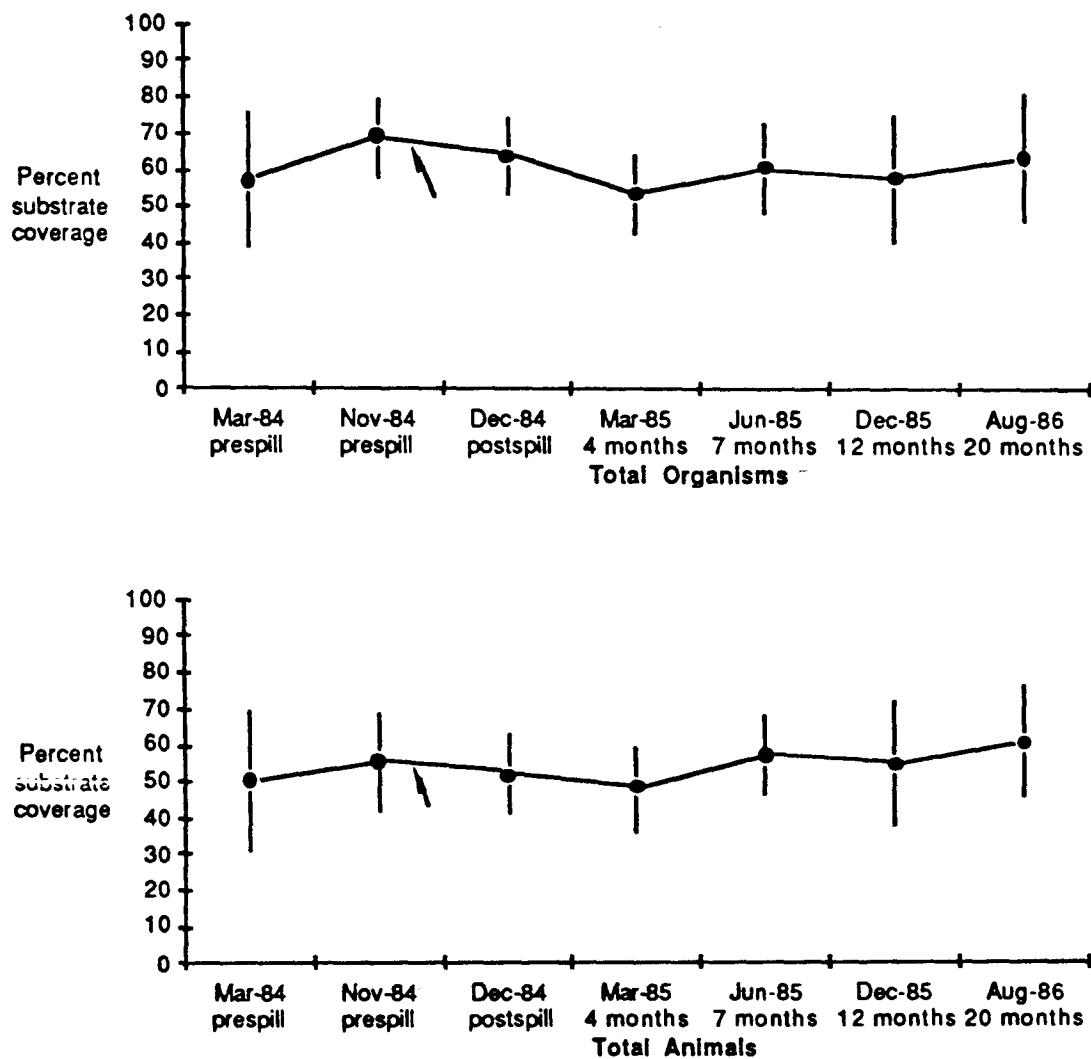 100
90
80
70
60
50
40
30
20
10
0
Percent
substrate
coverage
Mar-84 Nov-84 Dec-84 Mar-85 Jun-85 Dec-85 Aug-86
prespill prespill postspill 4 months 7 months 12 months 20 months
Total Organisms
100
90
80
70
60
50
40
30
20
10
0
Percent
substrate
coverage
Mar-84 Nov-84 Dec-84 Mar-85 Jun-85 Dec-85 Aug-86
prespill prespill postspill 4 months 7 months 12 months 20 months
Total Animals